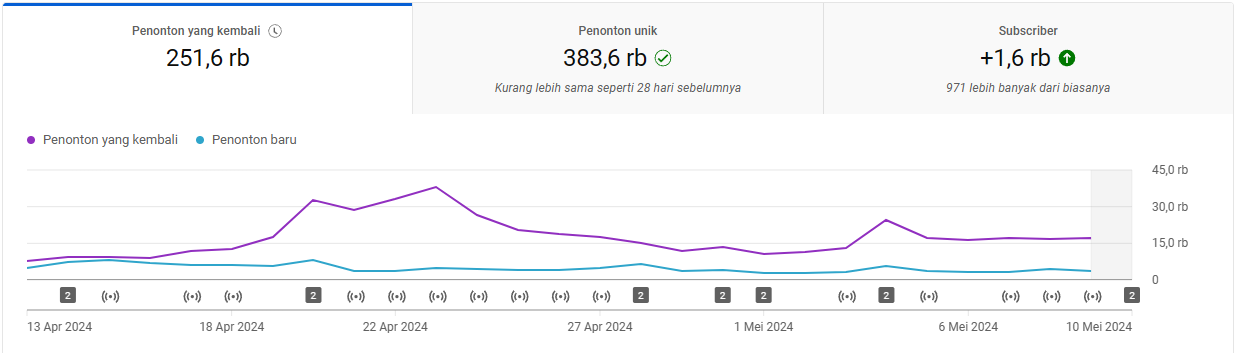 Penonton yang kembali
251,6 rb
Penonton unik
383,6 rb
Kurang lebih sama seperti 28 hari sebelumnya
Subscriber
+1,6 rb
971 lebih banyak dari biasanya
Penonton yang kembali Penonton baru
45,0 rb
30,0 rb
15,0 rb
0
2 2 2 2 2 2 2
13 Apr 2024 18 Apr 2024 22 Apr 2024 27 Apr 2024 1 Mei 2024 6 Mei 2024 10 Mei 2024